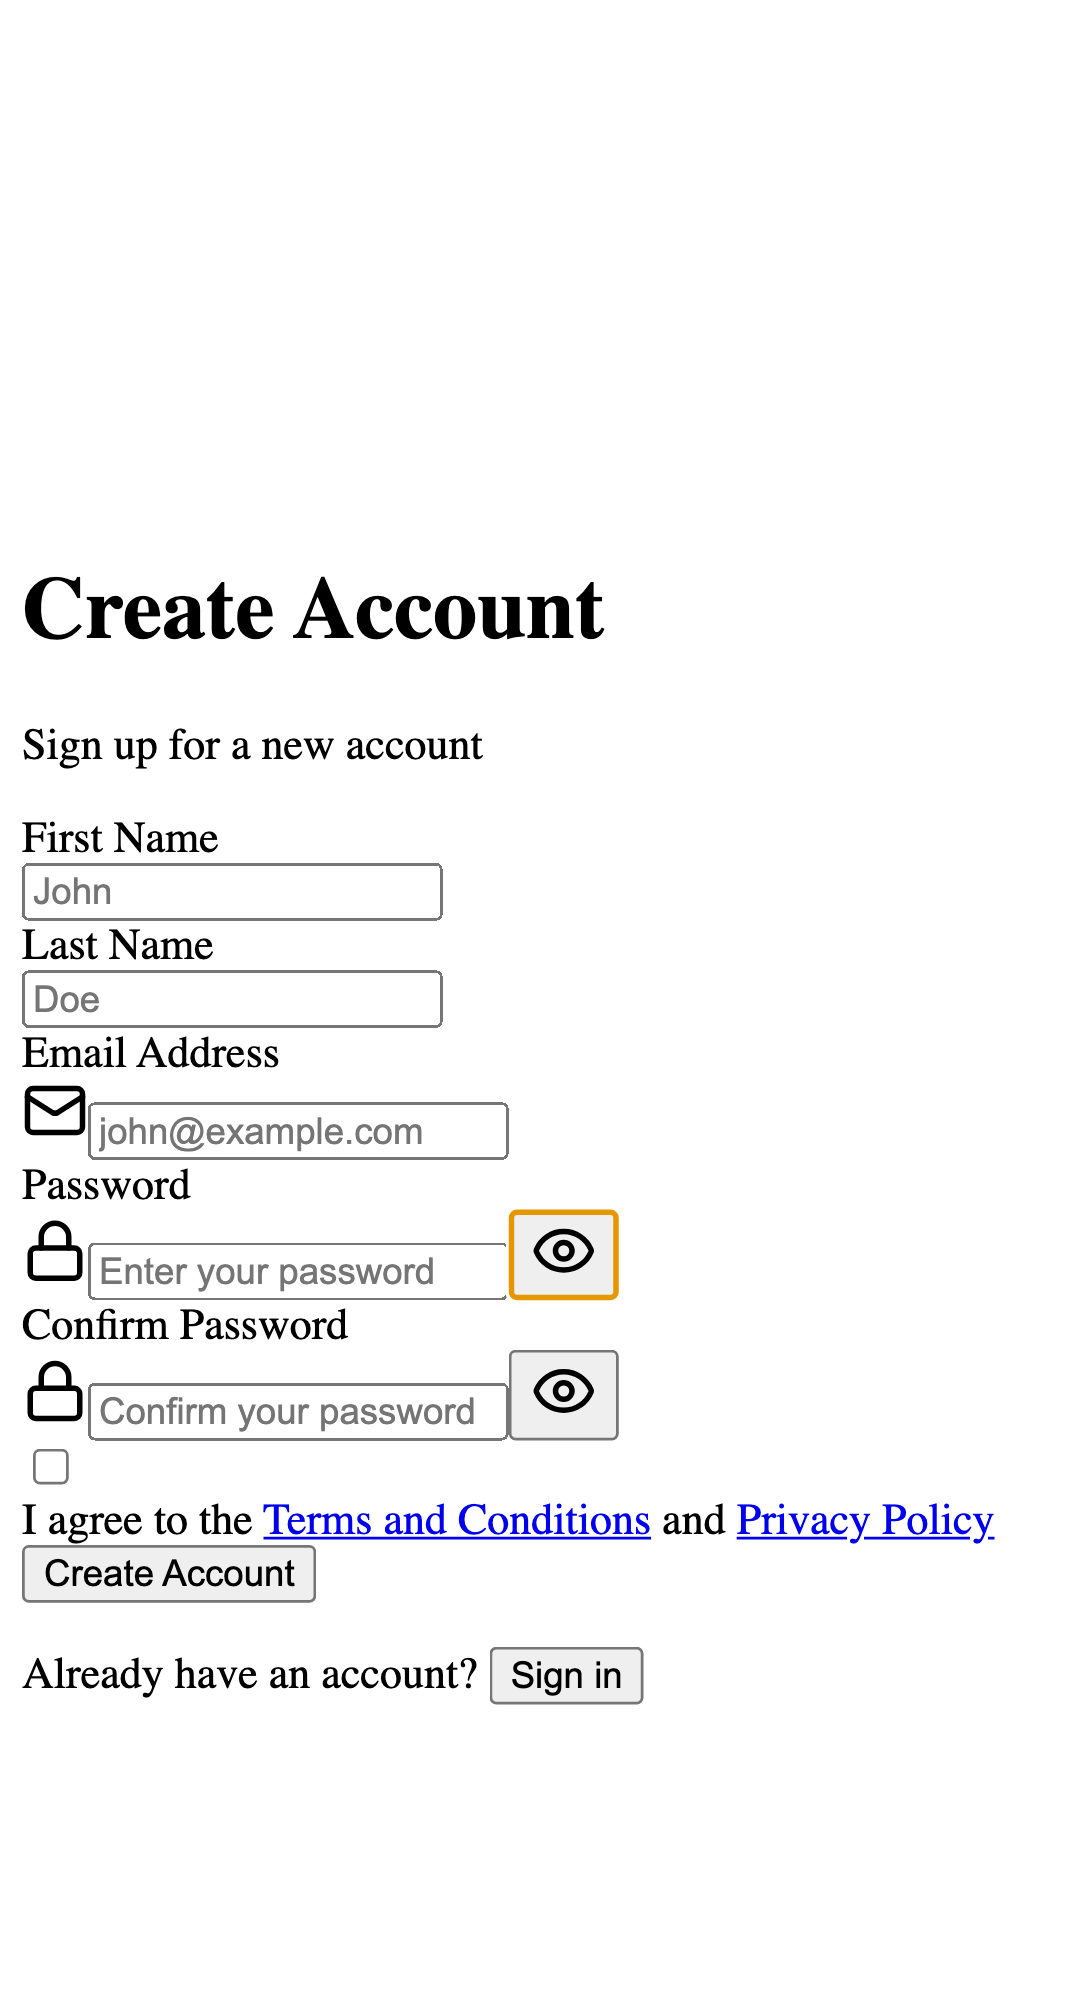 Create Account
Sign up for a new account
First Name
John
Last Name
Doe
Email Address
john@example.com
Password
Enter your password
Confirm Password
Confirm your password
I agree to the Terms and Conditions and Privacy Policy
Create Account
Already have an account? Sign in